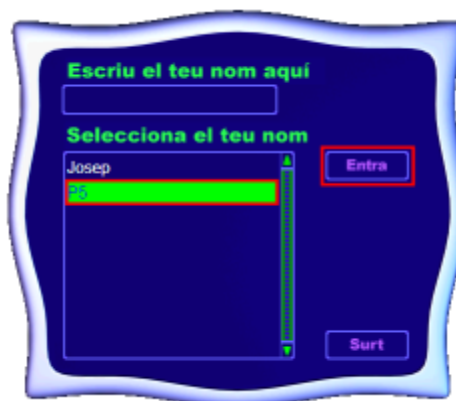 Escriu el teu nom aquí
Selecciona el teu nom
Josep
Entra
P5
Surt